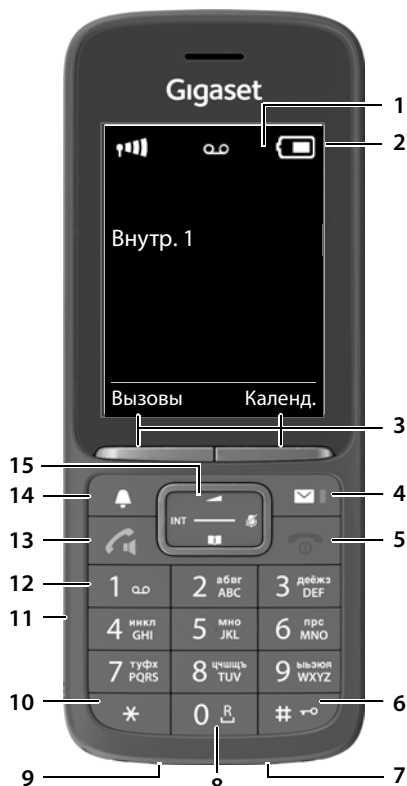 Gigaset
1
2
Внутр. 1
Вызовы Календ.
3
15
14
4
INT
13
5
12
1 2 абвг ABC 3 деёжз DEF
11
4 иикл GHI 5 мно JKL 6 прс MNO
7 туфх PQRS 8 чшщъ TUV 9 ыьэюя WXYZ
10 * 0 R # 6
9 8 7